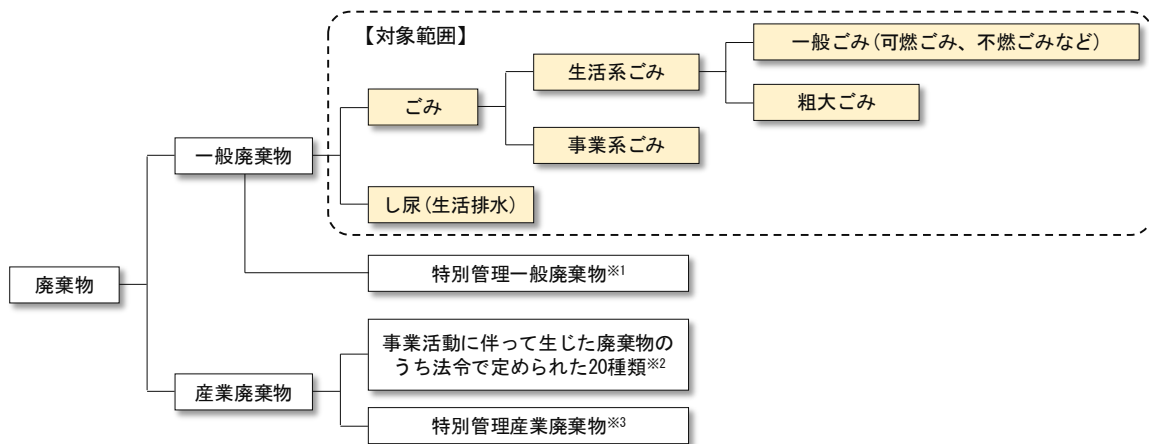 【対象範囲】
一般ごみ(可燃ごみ、不燃ごみなど)
生活系ごみ
粗大ごみ
ごみ
事業系ごみ
一般廃棄物
し尿(生活排水)
特別管理一般廃棄物※1
廃棄物
事業活動に伴って生じた廃棄物の
うち法令で定められた20種類※2
産業廃棄物
特別管理産業廃棄物※3